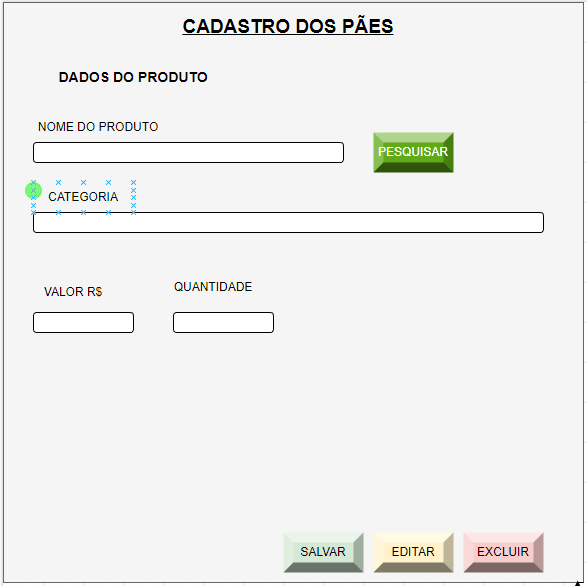 CADASTRO DOS PÃES
DADOS DO PRODUTO
NOME DO PRODUTO
PESQUISAR
CATEGORIA
VALOR R$
QUANTIDADE
SALVAR
EDITAR
EXCLUIR